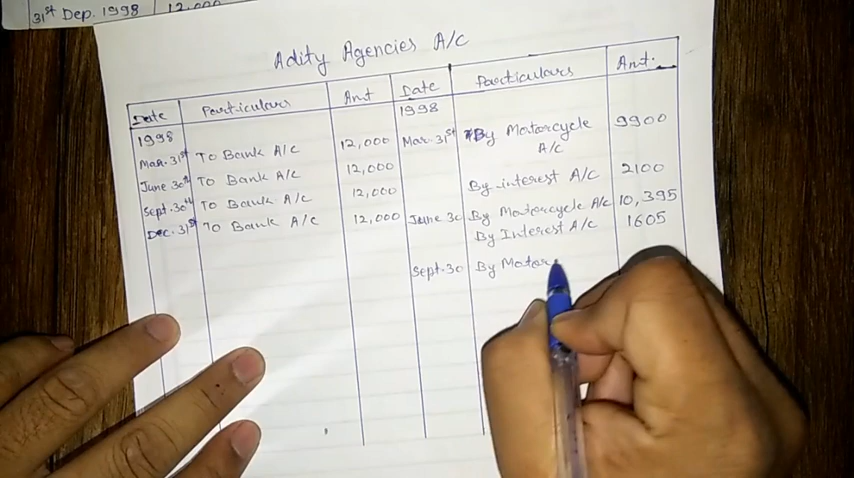 31st Dep. 1998 12,000
Adity Agencies A/C
Date Particulars Amt Date Particulars Amt.
1998 1998
Mar. 31st To Bank A/C 12,000 Mar. 31st By Motorcycle A/C 9900
June 30th To Bank A/C 12,000 By interest A/C 2100
Sept. 30th To Bank A/C 12,000
Dec. 31st To Bank A/C 12,000 June 30 By Motorcycle A/C 10,395
By Interest A/C 1605
Sept. 30 By Motor